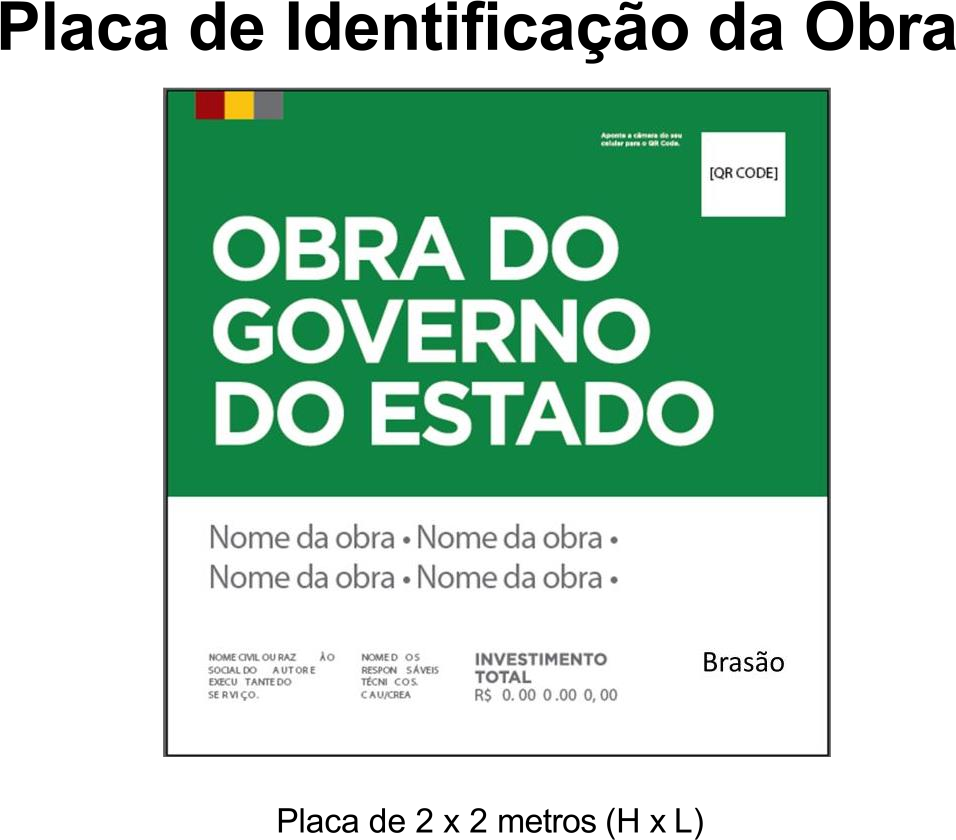 Placa de Identificação da Obra
Aponte a câmera do seu
celular para o QR Code.
[QR CODE]
OBRA DO
GOVERNO
DO ESTADO
Nome da obra • Nome da obra •
Nome da obra • Nome da obra •
NOME CIVIL OU RAZ ÃO
SOCIAL DO AUTOR E
EXECU TANTE DO
SE RVI ÇO.
NOME D OS
RESPON SÁVEIS
TÉCNI CO S.
C AU/CREA
INVESTIMENTO
TOTAL
R$ 0. 00 0 .00 0, 00
Brasão
Placa de 2 x 2 metros (H x L)